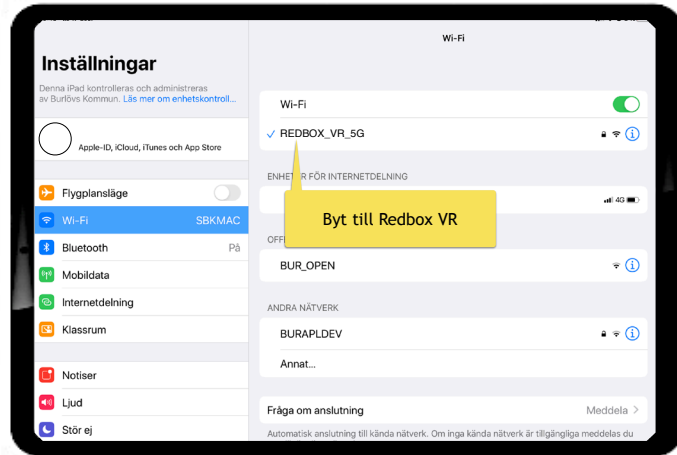 Wi-Fi
Inställningar
Denna iPad kontrolleras och administreras
av Burlövs Kommun. Läs mer om enhetskontroll...
Apple-ID, iCloud, iTunes och App Store
Flygplansläge
Wi-Fi SBKMAC
Bluetooth På
Mobildata
Internetdelning
Klassrum
Notiser
Ljud
Stör ej
Wi-Fi
REDBOX_VR_5G
ENHETER FÖR INTERNETDELNING
4G
Byt till Redbox VR
BUR_OPEN
ANDRA NÄTVERK
BURAPLDEV
Annat...
Fråga om anslutning Meddela
Automatisk anslutning till kända nätverk. Om inga kända nätverk är tillgängliga meddelas du